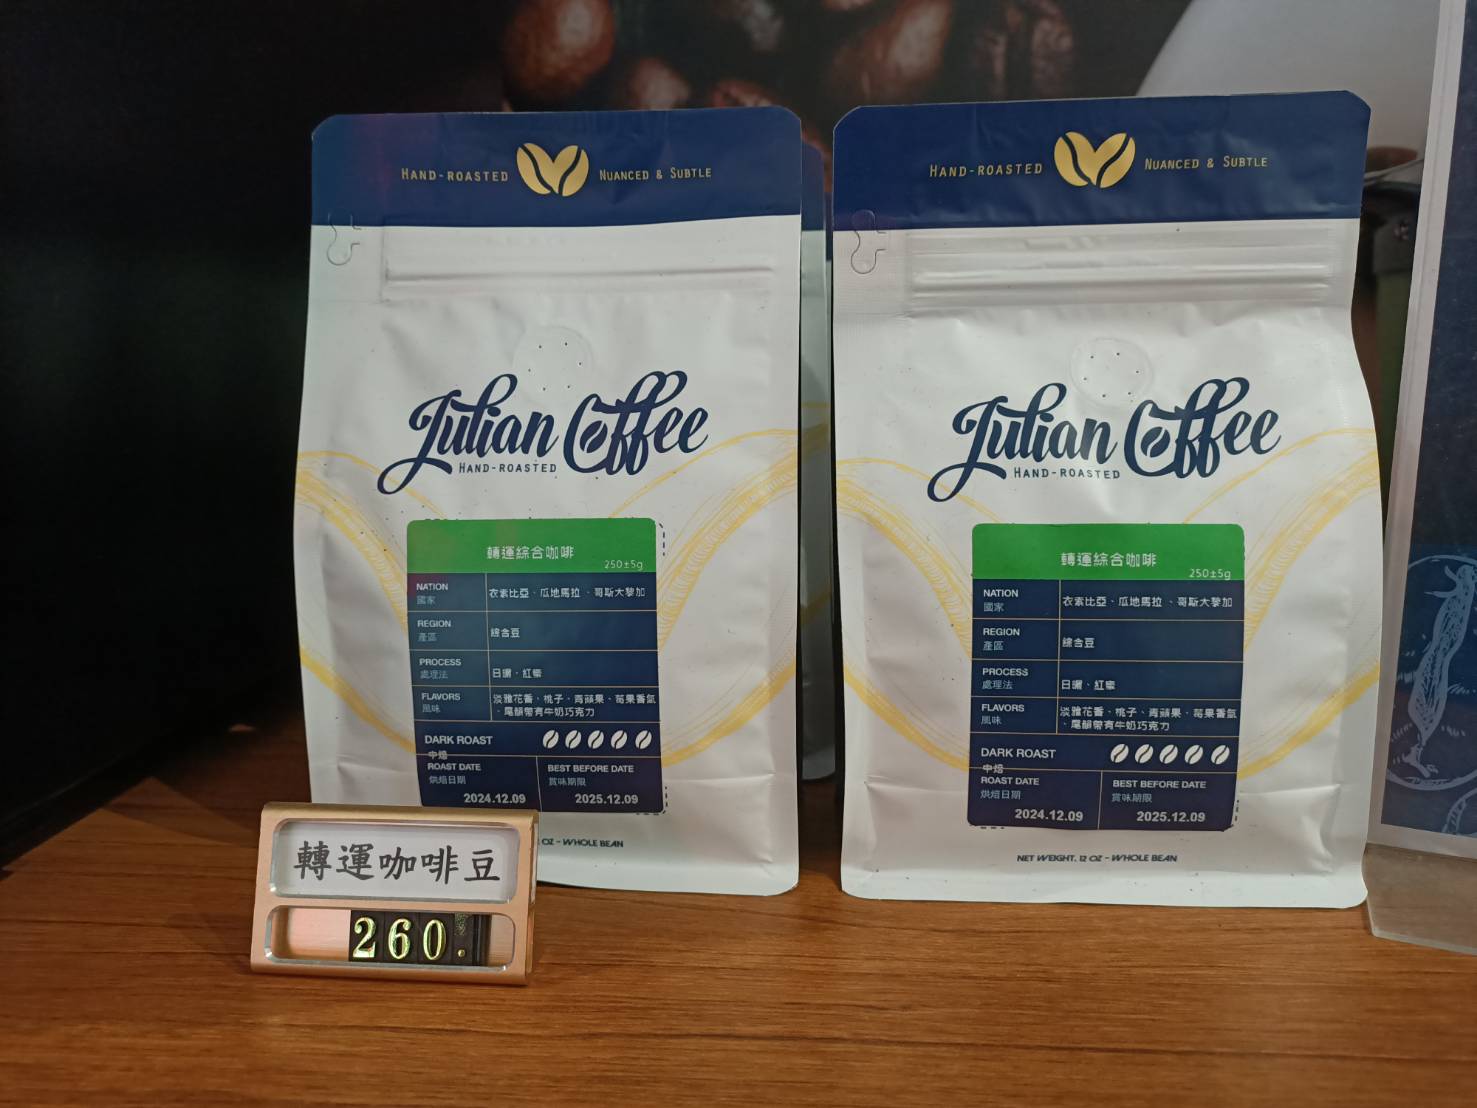 HAND-ROASTED NUANCED & SUBTLE
Julian Coffee
HAND-ROASTED
轉運綜合咖啡
250±5g
NATION
國家
衣索比亞、瓜地馬拉、哥斯大黎加
REGION
產區
綜合豆
PROCESS
處理法
日曬、紅蜜
FLAVORS
風味
淡雅花香、桃子、青蘋果、莓果香氣
、尾韻帶有牛奶巧克力
DARK ROAST
中焙
ROAST DATE
烘焙日期
2024.12.09
BEST BEFORE DATE
賞味期限
2025.12.09
OZ - WHOLE BEAN
HAND-ROASTED NUANCED & SUBTLE
Julian Coffee
HAND-ROASTED
轉運綜合咖啡
250±5g
NATION
國家
衣索比亞、瓜地馬拉、哥斯大黎加
REGION
產區
綜合豆
PROCESS
處理法
日曬、紅蜜
FLAVORS
風味
淡雅花香、桃子、青蘋果、莓果香氣
、尾韻帶有牛奶巧克力
DARK ROAST
中焙
ROAST DATE
烘焙日期
2024.12.09
BEST BEFORE DATE
賞味期限
2025.12.09
NET WEIGHT. 12 OZ - WHOLE BEAN
轉運咖啡豆
260.